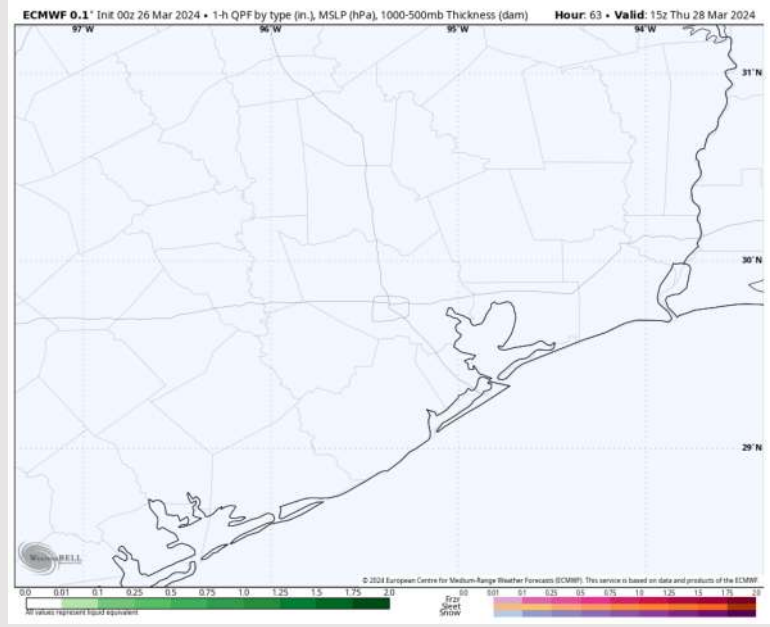 ECMWF 0.1° Init 00z 26 Mar 2024 • 1-h QPF by type (in.), MSLP (hPa), 1000-500mb Thickness (dam) Hour: 63 • Valid: 15z Thu 28 Mar 2024
97°W 96°W 95°W 94°W
31°N
30°N
29°N
WEATHERBELL
© 2024 European Centre for Medium-Range Weather Forecasts (ECMWF). This service is based on data and products of the ECMWF
0.0 0.01 0.1 0.25 0.5 0.75 1.0 1.25 1.5 1.75 2.0
All values represent liquid equivalent
0.0 0.01 0.1 0.25 0.5 0.75 1.0 1.25 1.5 1.75 2.0
Frzr
Sleet
Snow